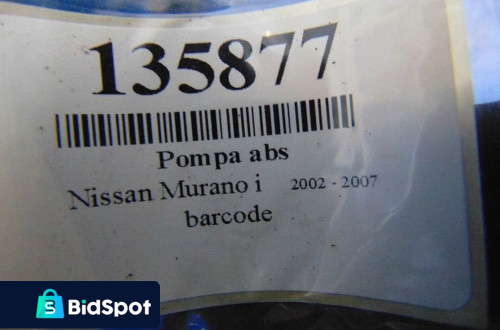 135877
Pompa abs
Nissan Murano i 2002 - 2007
barcode
BidSpot